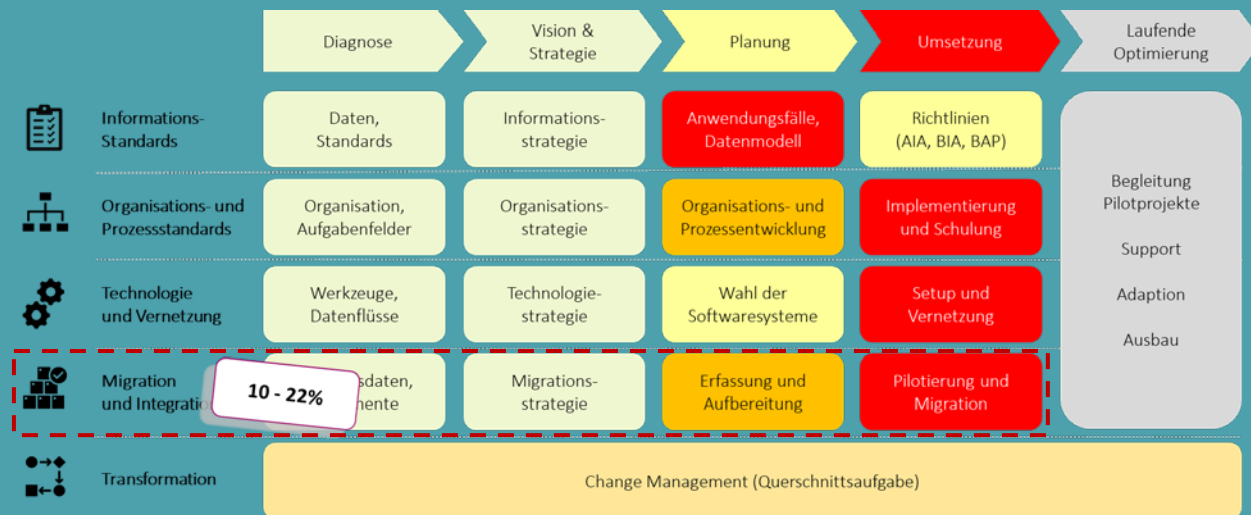 Diagnose
Vision &
Strategie
Planung
Umsetzung
Laufende
Optimierung
Informations-
Standards
Daten,
Standards
Informations-
strategie
Anwendungsfälle,
Datenmodell
Richtlinien
(AIA, BIA, BAP)
Organisations- und
Prozessstandards
Organisation,
Aufgabenfelder
Organisations-
strategie
Organisations- und
Prozessentwicklung
Implementierung
und Schulung
Technologie
und Vernetzung
Werkzeuge,
Datenflüsse
Technologie-
strategie
Wahl der
Softwaresysteme
Setup und
Vernetzung
Migration
und
10 - 22%
Migrations-
strategie
Erfassung und
Aufbereitung
Pilotierung und
Migration
Begleitung
Pilotprojekte
Support
Adaption
Ausbau
Transformation
Change Management (Querschnittsaufgabe)